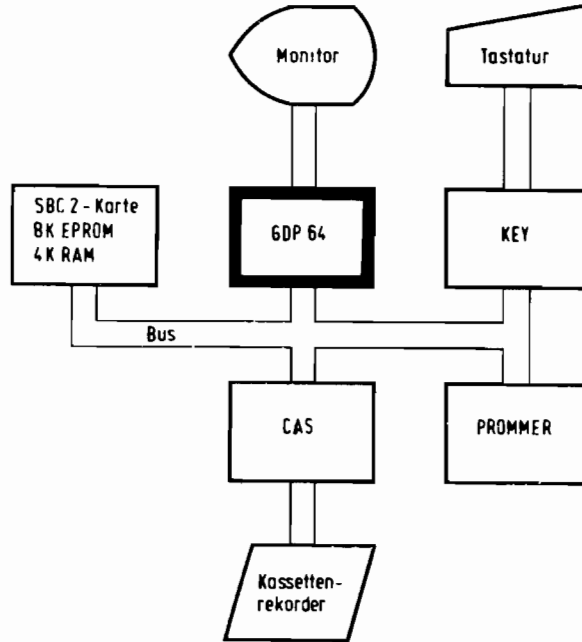 Monitor
Tastatur
SBC 2 - Karte
8K EPROM
4K RAM
GDP 64
KEY
Bus
CAS
PROMMER
Kassetten-
rekorder